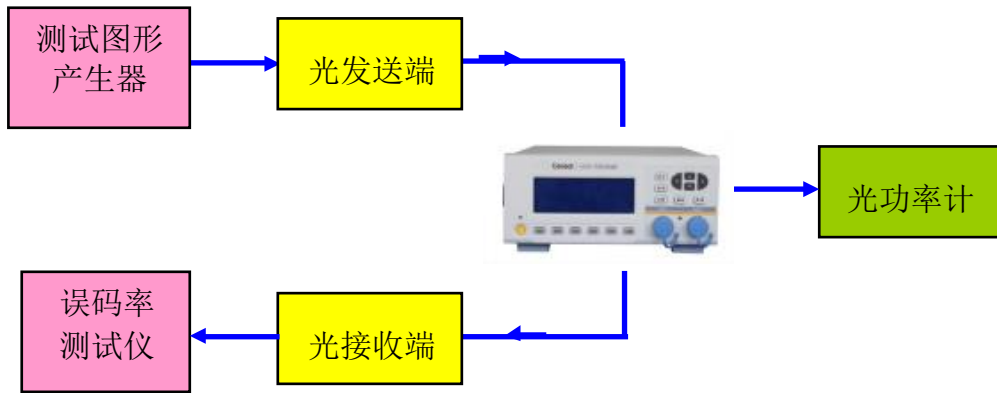 测试图形
产生器
光发送端
光功率计
误码率
测试仪
光接收端